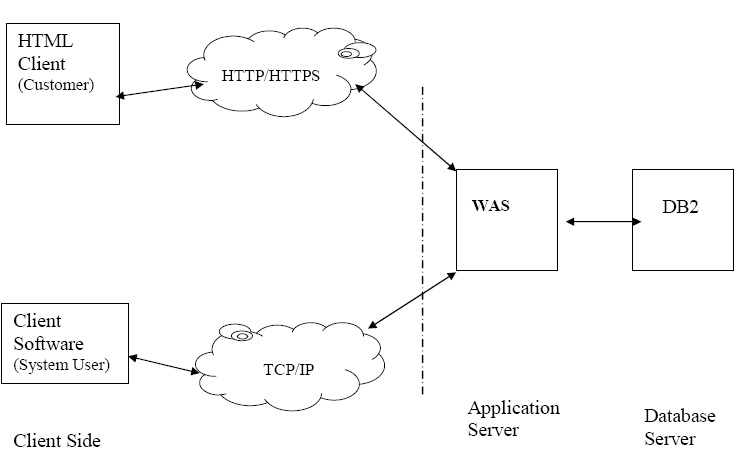 HTML
Client
(Customer)
HTTP/HTTPS
WAS
DB2
Client
Software
(System User)
TCP/IP
Application
Server
Database
Server
Client Side